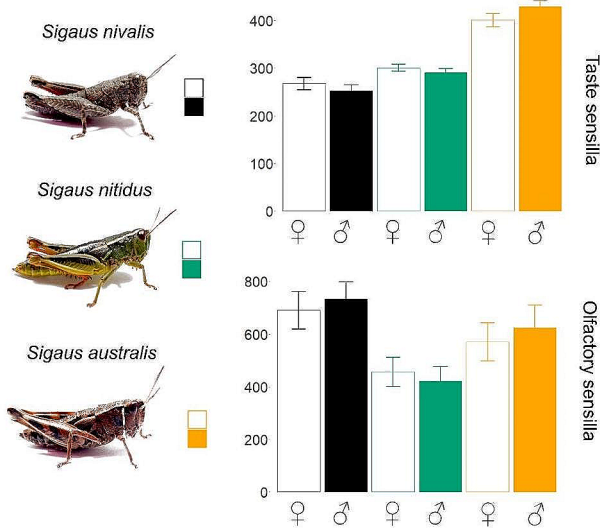 Sigaus nivalis
Sigaus nitidus
Sigaus australis
400
300
200
100
0
♀ ♂ ♀ ♂ ♀ ♂
Taste sensilla
800
600
400
200
0
♀ ♂ ♀ ♂ ♀ ♂
Olfactory sensilla